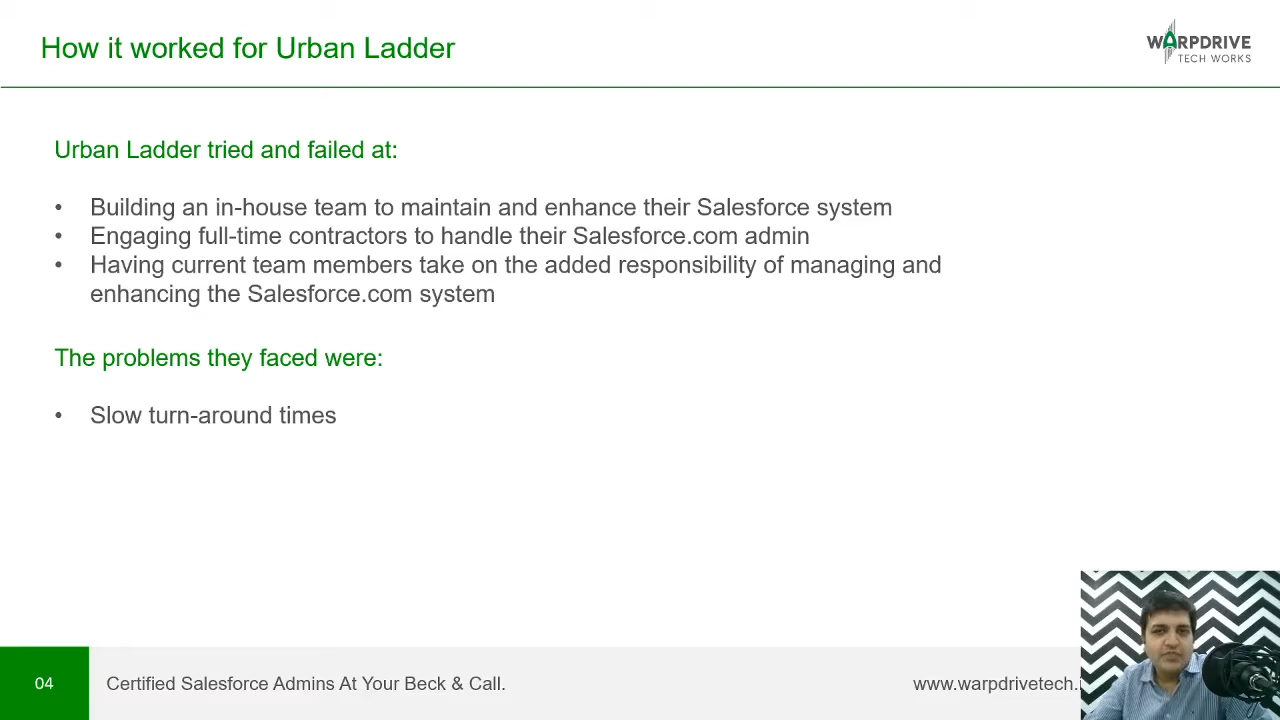 How it worked for Urban Ladder
WARPDRIVE
TECH WORKS
Urban Ladder tried and failed at:
• Building an in-house team to maintain and enhance their Salesforce system
• Engaging full-time contractors to handle their Salesforce.com admin
• Having current team members take on the added responsibility of managing and
enhancing the Salesforce.com system
The problems they faced were:
• Slow turn-around times
04
Certified Salesforce Admins At Your Beck & Call.
www.warpdrivetech.